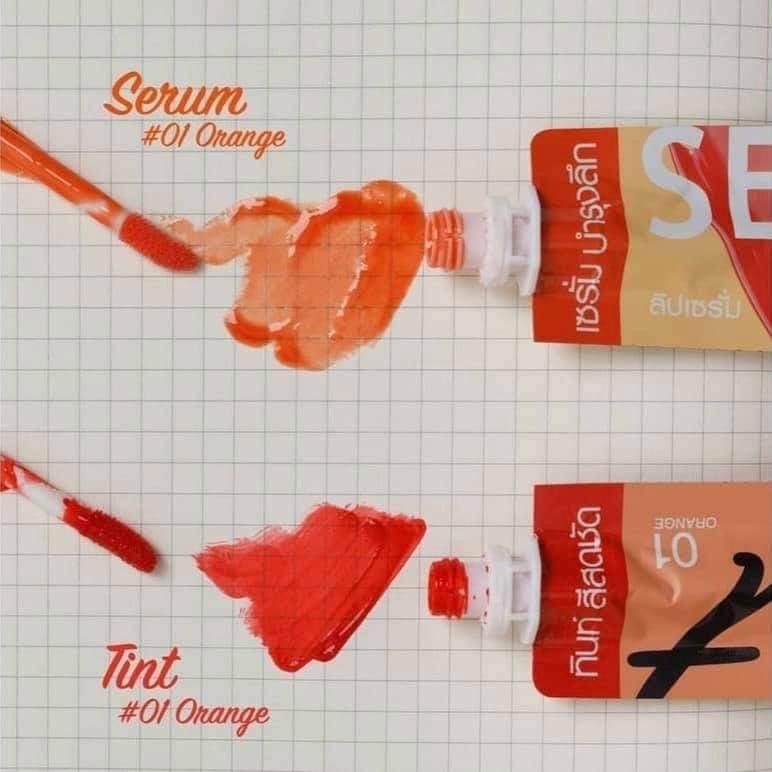 Serum
#01 Orange
SE
เซรั่ม บำรุงลึก
ลิปเซรั่ม
01
ORANGE
ทินท์ สีสดชัด
Tint
#01 Orange